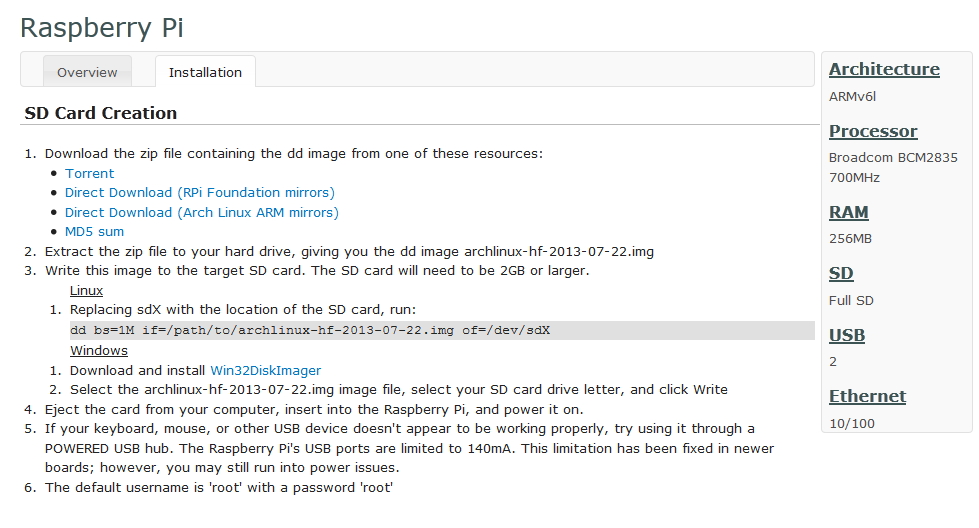 Raspberry Pi
Overview
Installation
SD Card Creation
1. Download the zip file containing the dd image from one of these resources:
• Torrent
• Direct Download (RPi Foundation mirrors)
• Direct Download (Arch Linux ARM mirrors)
• MD5 sum
2. Extract the zip file to your hard drive, giving you the dd image archlinux-hf-2013-07-22.img
3. Write this image to the target SD card. The SD card will need to be 2GB or larger.
Linux
1. Replacing sdX with the location of the SD card, run:
dd bs=1M if=/path/to/archlinux-hf-2013-07-22.img of=/dev/sdX
Windows
1. Download and install Win32DiskImager
2. Select the archlinux-hf-2013-07-22.img image file, select your SD card drive letter, and click Write
4. Eject the card from your computer, insert into the Raspberry Pi, and power it on.
5. If your keyboard, mouse, or other USB device doesn't appear to be working properly, try using it through a
POWERED USB hub. The Raspberry Pi's USB ports are limited to 140mA. This limitation has been fixed in newer
boards; however, you may still run into power issues.
6. The default username is 'root' with a password 'root'
Architecture
ARMv6l
Processor
Broadcom BCM2835
700MHz
RAM
256MB
SD
Full SD
USB
2
Ethernet
10/100